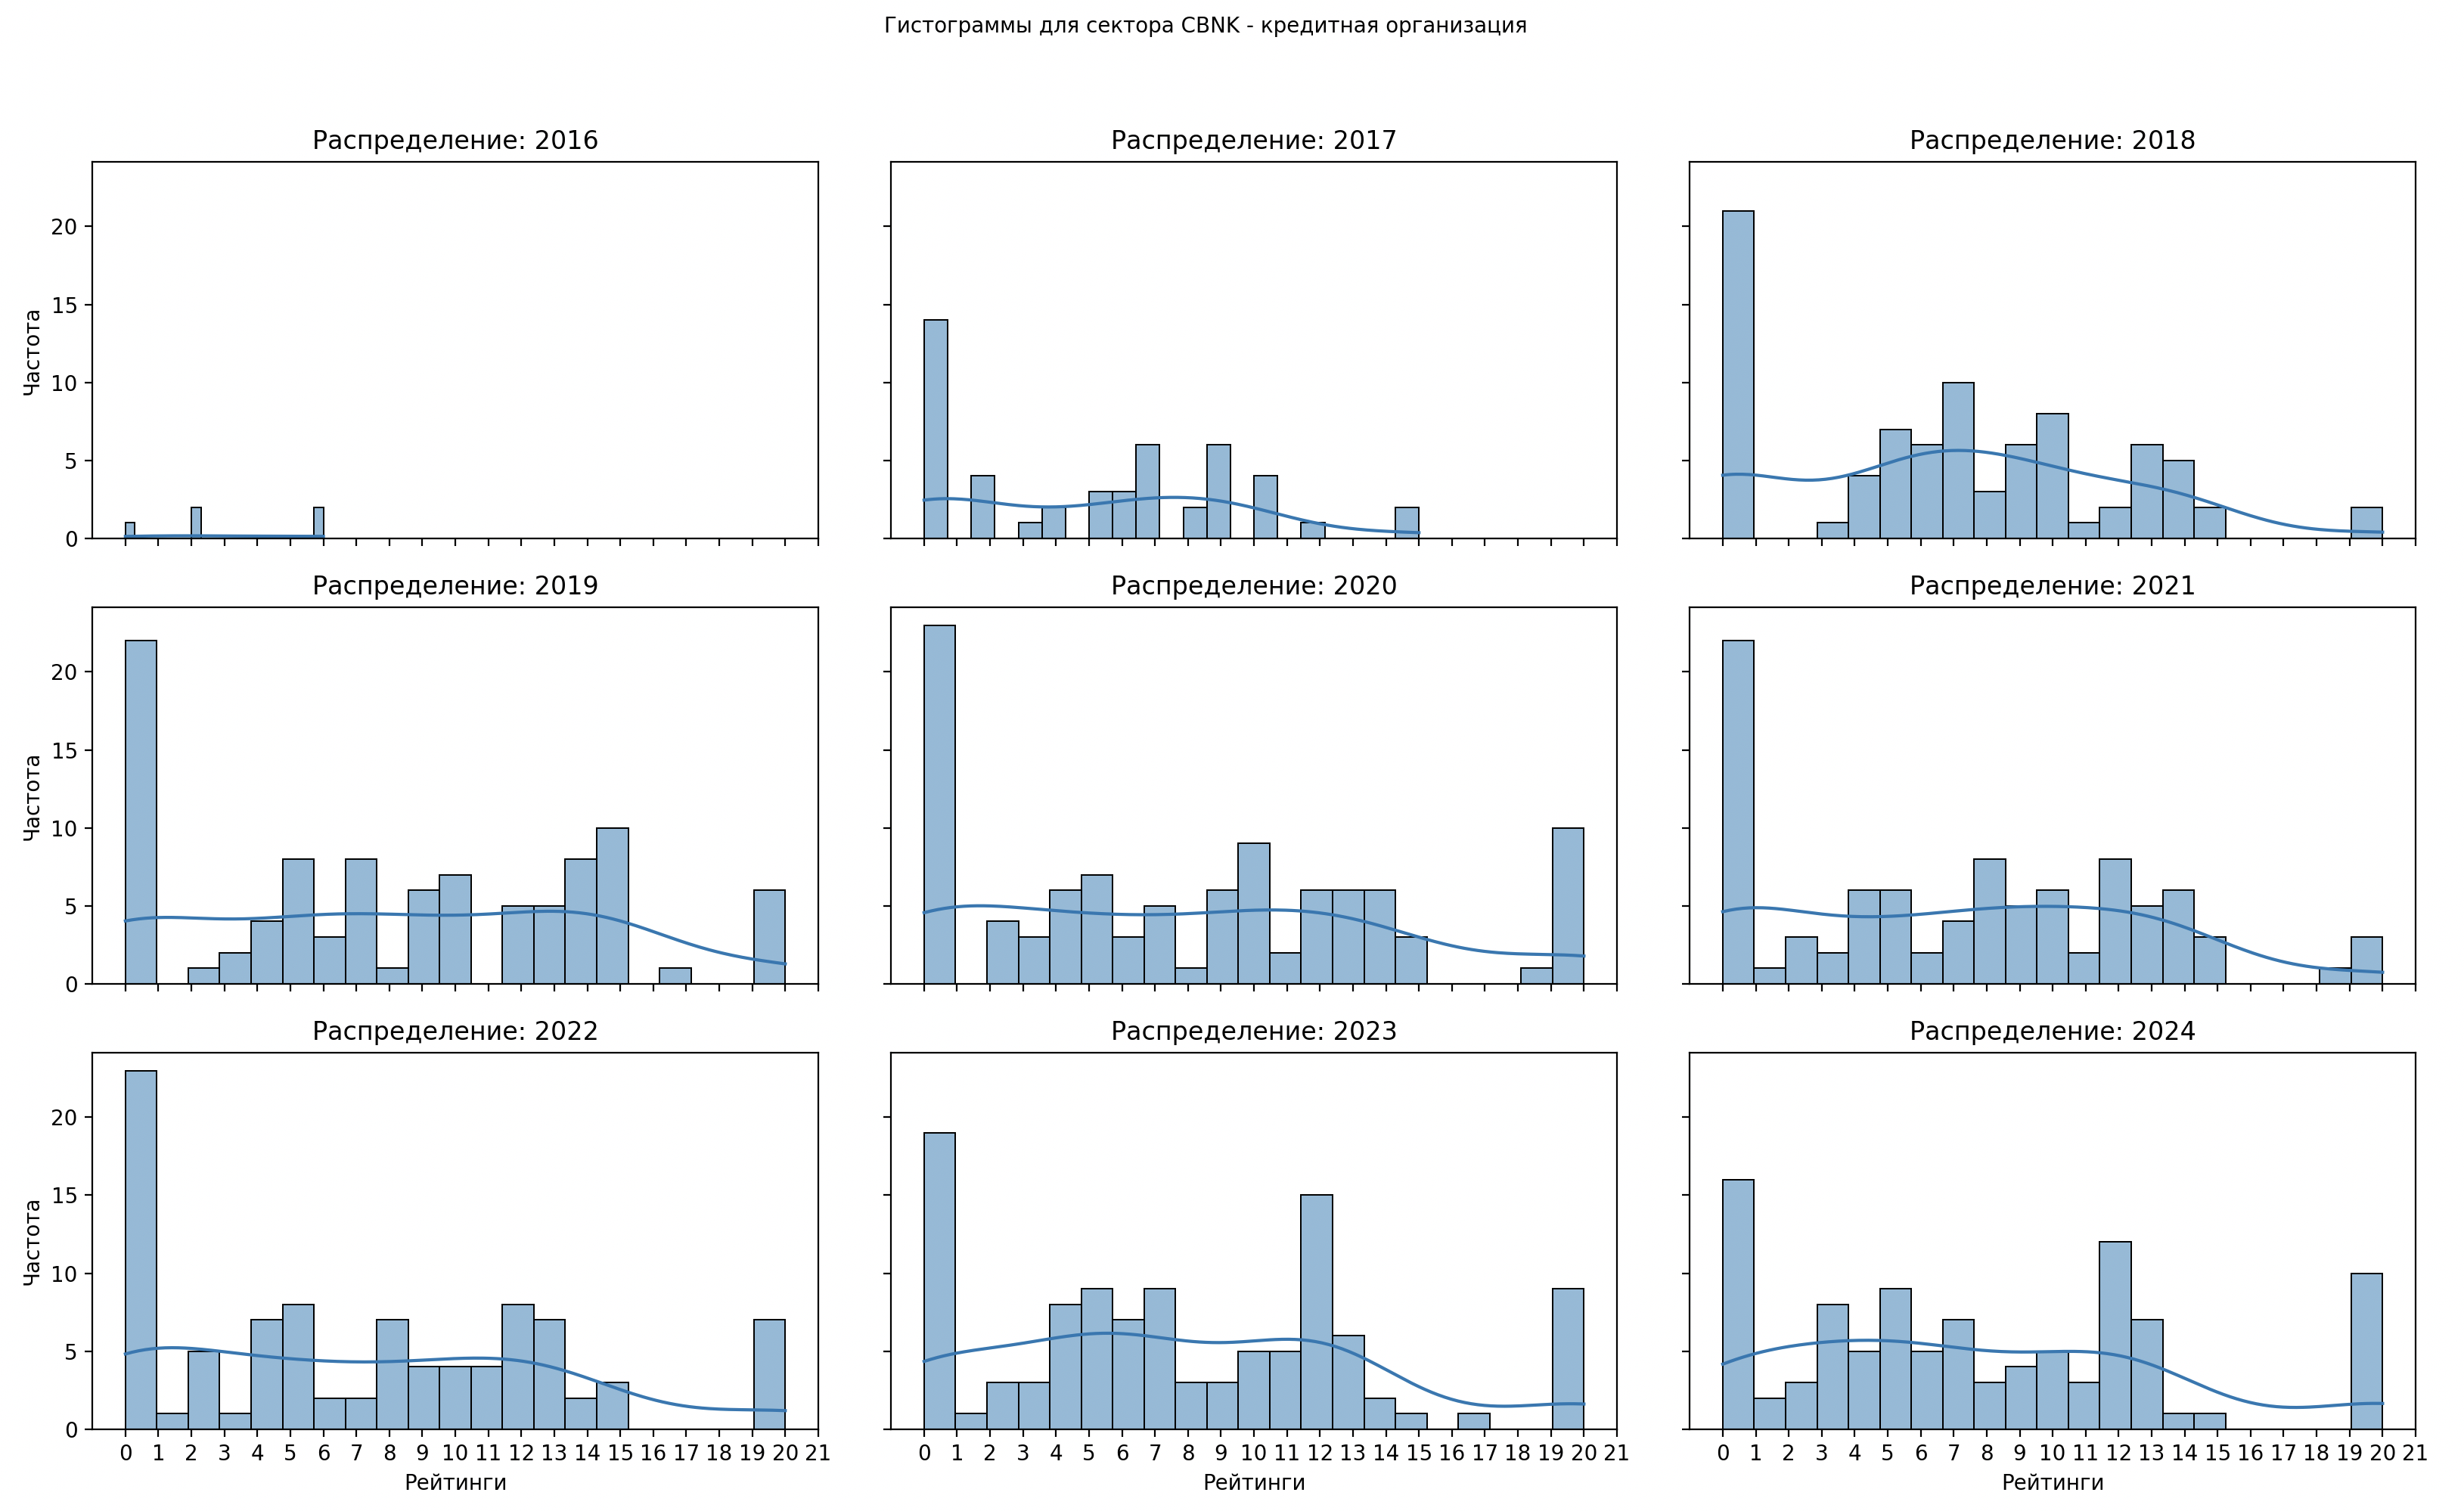 Гистограммы для сектора CBNK - кредитная организация
Распределение: 2016
Распределение: 2017
Распределение: 2018
20
15
10
5
0
Частота
Распределение: 2019
Распределение: 2020
Распределение: 2021
20
15
10
5
0
Частота
Распределение: 2022
Распределение: 2023
Распределение: 2024
20
15
10
5
0
Частота
0 1 2 3 4 5 6 7 8 9 10 11 12 13 14 15 16 17 18 19 20 21
0 1 2 3 4 5 6 7 8 9 10 11 12 13 14 15 16 17 18 19 20 21
0 1 2 3 4 5 6 7 8 9 10 11 12 13 14 15 16 17 18 19 20 21
Рейтинги
Рейтинги
Рейтинги